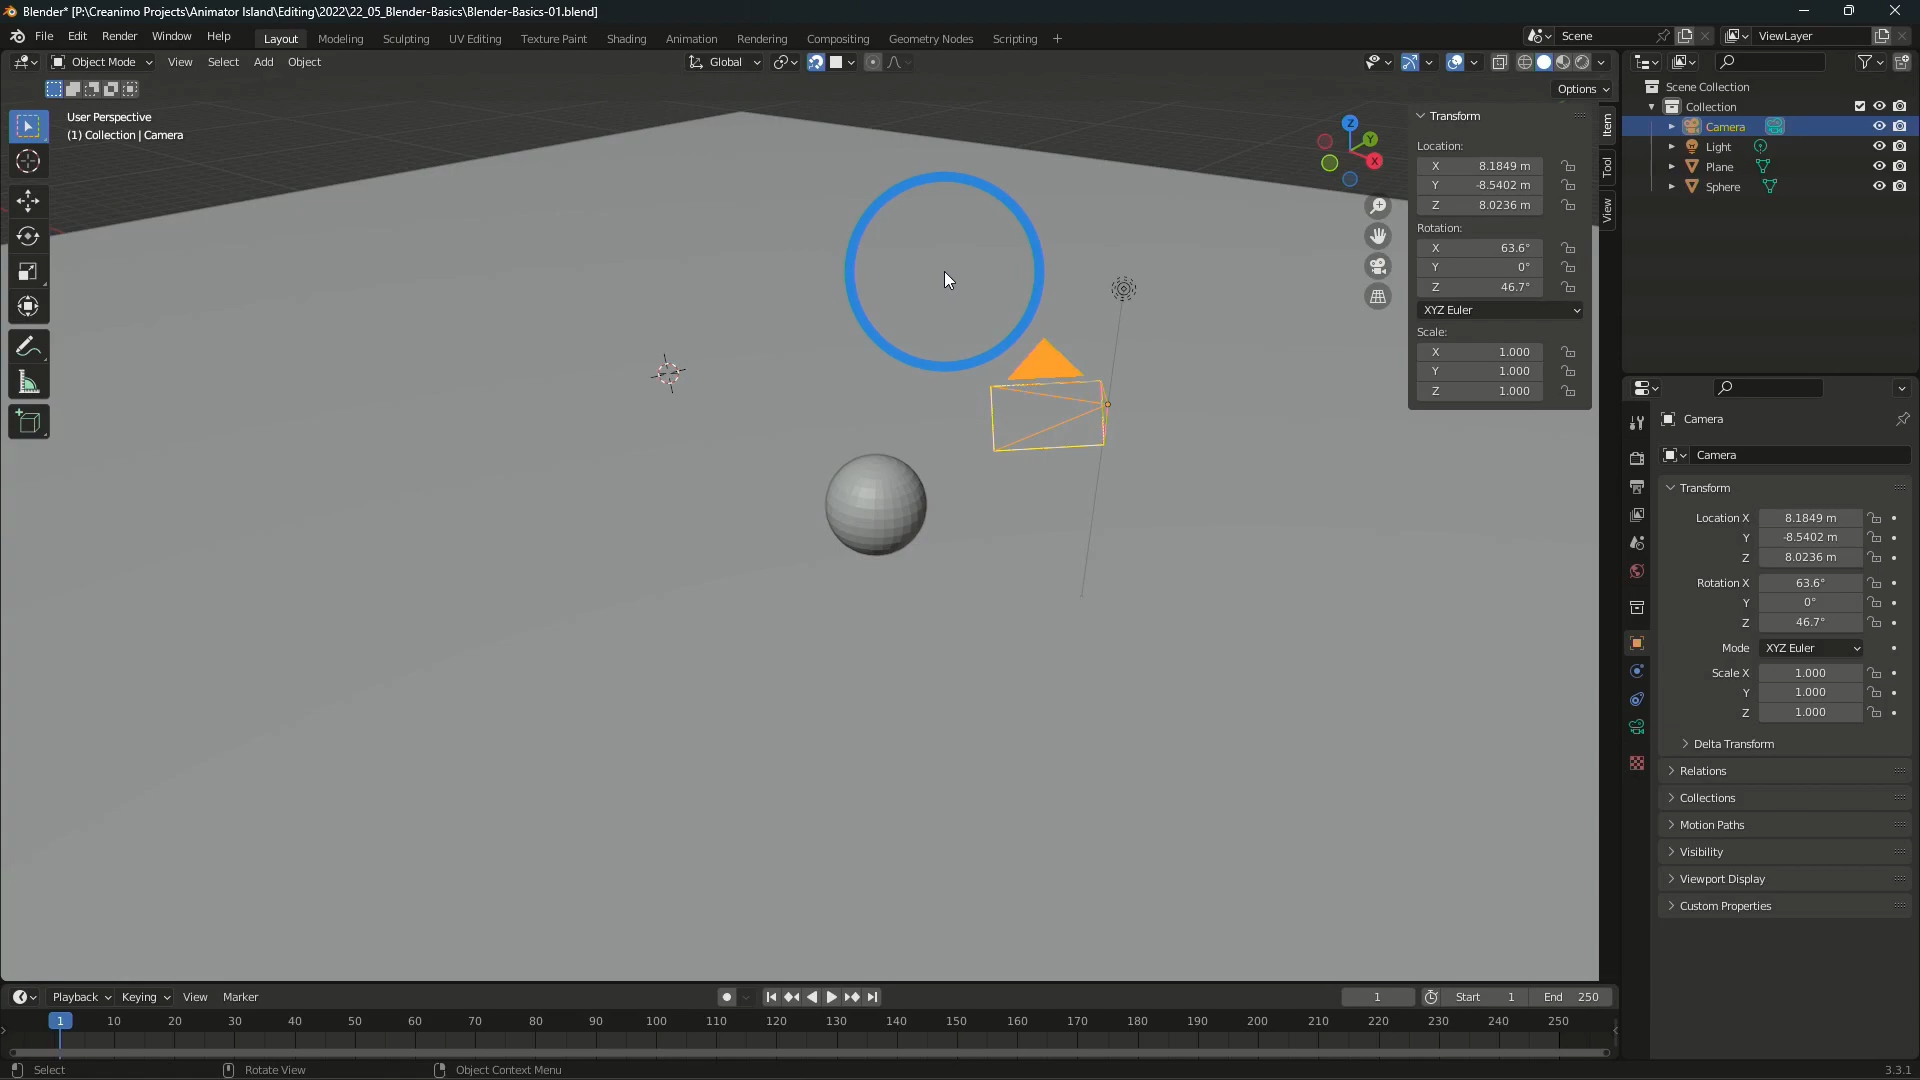 Blender* [P:\Creanimo Projects\Animator Island\Editing\2022\22_05_Blender-Basics\Blender-Basics-01.blend]
File Edit Render Window Help Layout Modeling Sculpting UV Editing Texture Paint Shading Animation Rendering Compositing Geometry Nodes Scripting + Scene ViewLayer
Object Mode View Select Add Object Global
Options
User Perspective
(1) Collection | Camera
Z
Y
X
Transform
Location:
X 8.1849 m
Y -8.5402 m
Z 8.0236 m
Rotation:
X 63.6°
Y 0°
Z 46.7°
XYZ Euler
Scale:
X 1.000
Y 1.000
Z 1.000
Item
Tool
View
Scene Collection
Collection
Camera
Light
Plane
Sphere
Camera
Camera
Transform
Location X 8.1849 m
Y -8.5402 m
Z 8.0236 m
Rotation X 63.6°
Y 0°
Z 46.7°
Mode XYZ Euler
Scale X 1.000
Y 1.000
Z 1.000
Delta Transform
Relations
Collections
Motion Paths
Visibility
Viewport Display
Custom Properties
Playback Keying View Marker 1 Start 1 End 250
1 10 20 30 40 50 60 70 80 90 100 110 120 130 140 150 160 170 180 190 200 210 220 230 240 250
Select Rotate View Object Context Menu 3.3.1